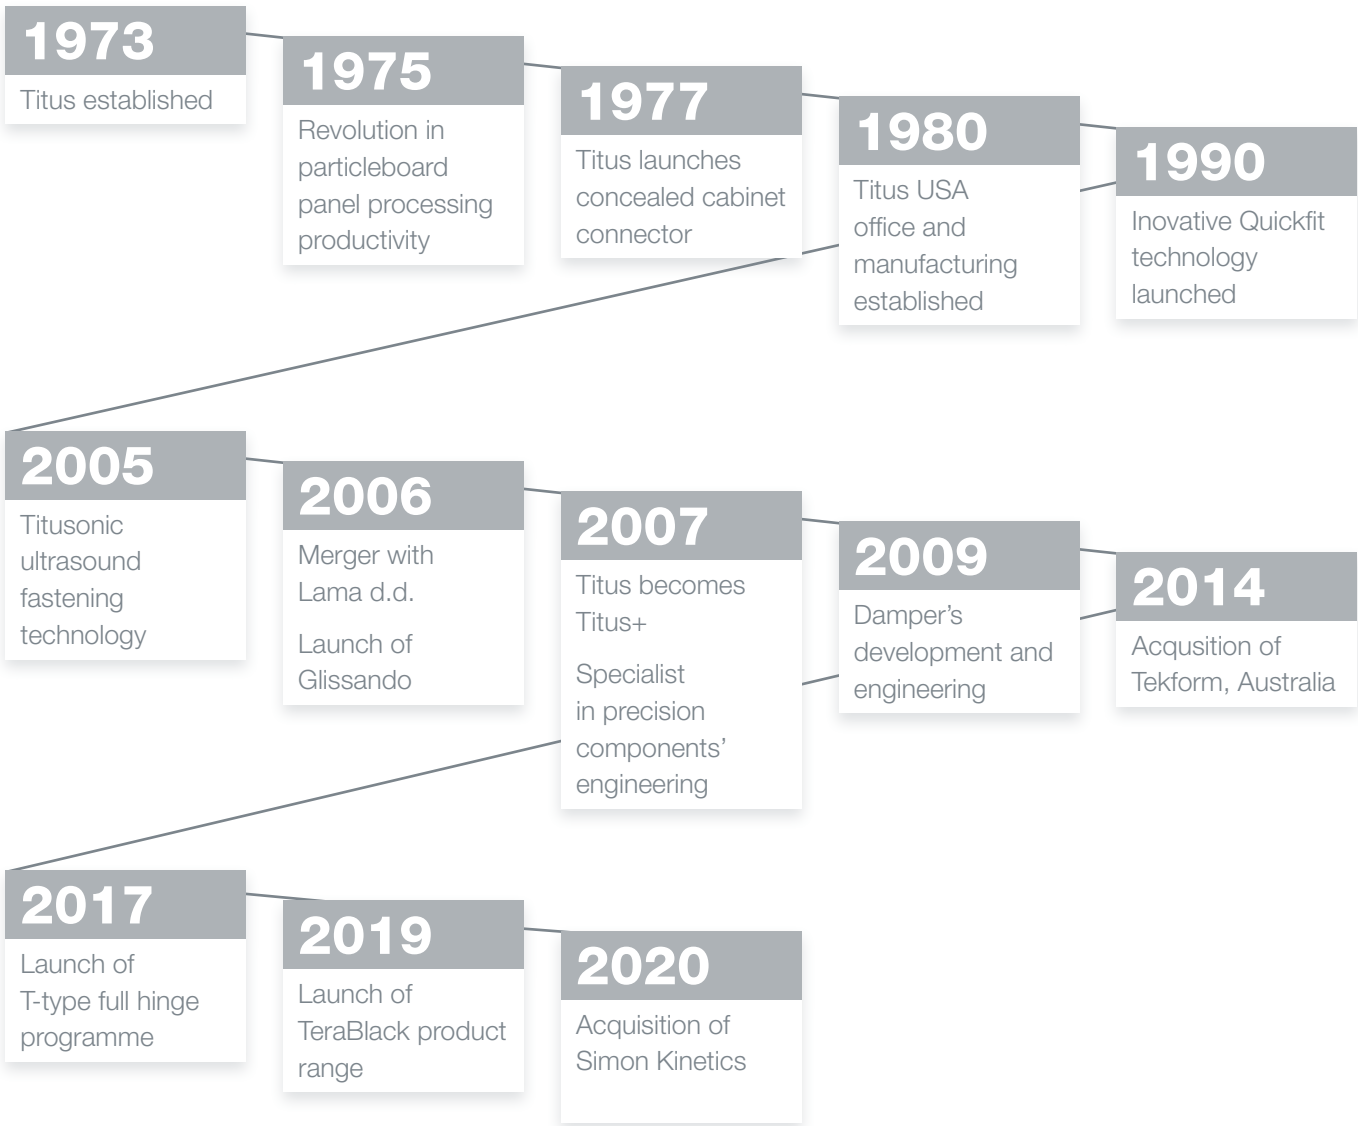 1973
Titus established
1975
Revolution in
particleboard
panel processing
productivity
1977
Titus launches
concealed cabinet
connector
1980
Titus USA
office and
manufacturing
established
1990
Inovative Quickfit
technology
launched
2005
Titusonic
ultrasound
fastening
technology
2006
Merger with
Lama d.d.
Launch of
Glissando
2007
Titus becomes
Titus+
Specialist
in precision
components’
engineering
2009
Damper’s
development and
engineering
2014
Acqusition of
Tekform, Australia
2017
Launch of
T-type full hinge
programme
2019
Launch of
TeraBlack product
range
2020
Acquisition of
Simon Kinetics